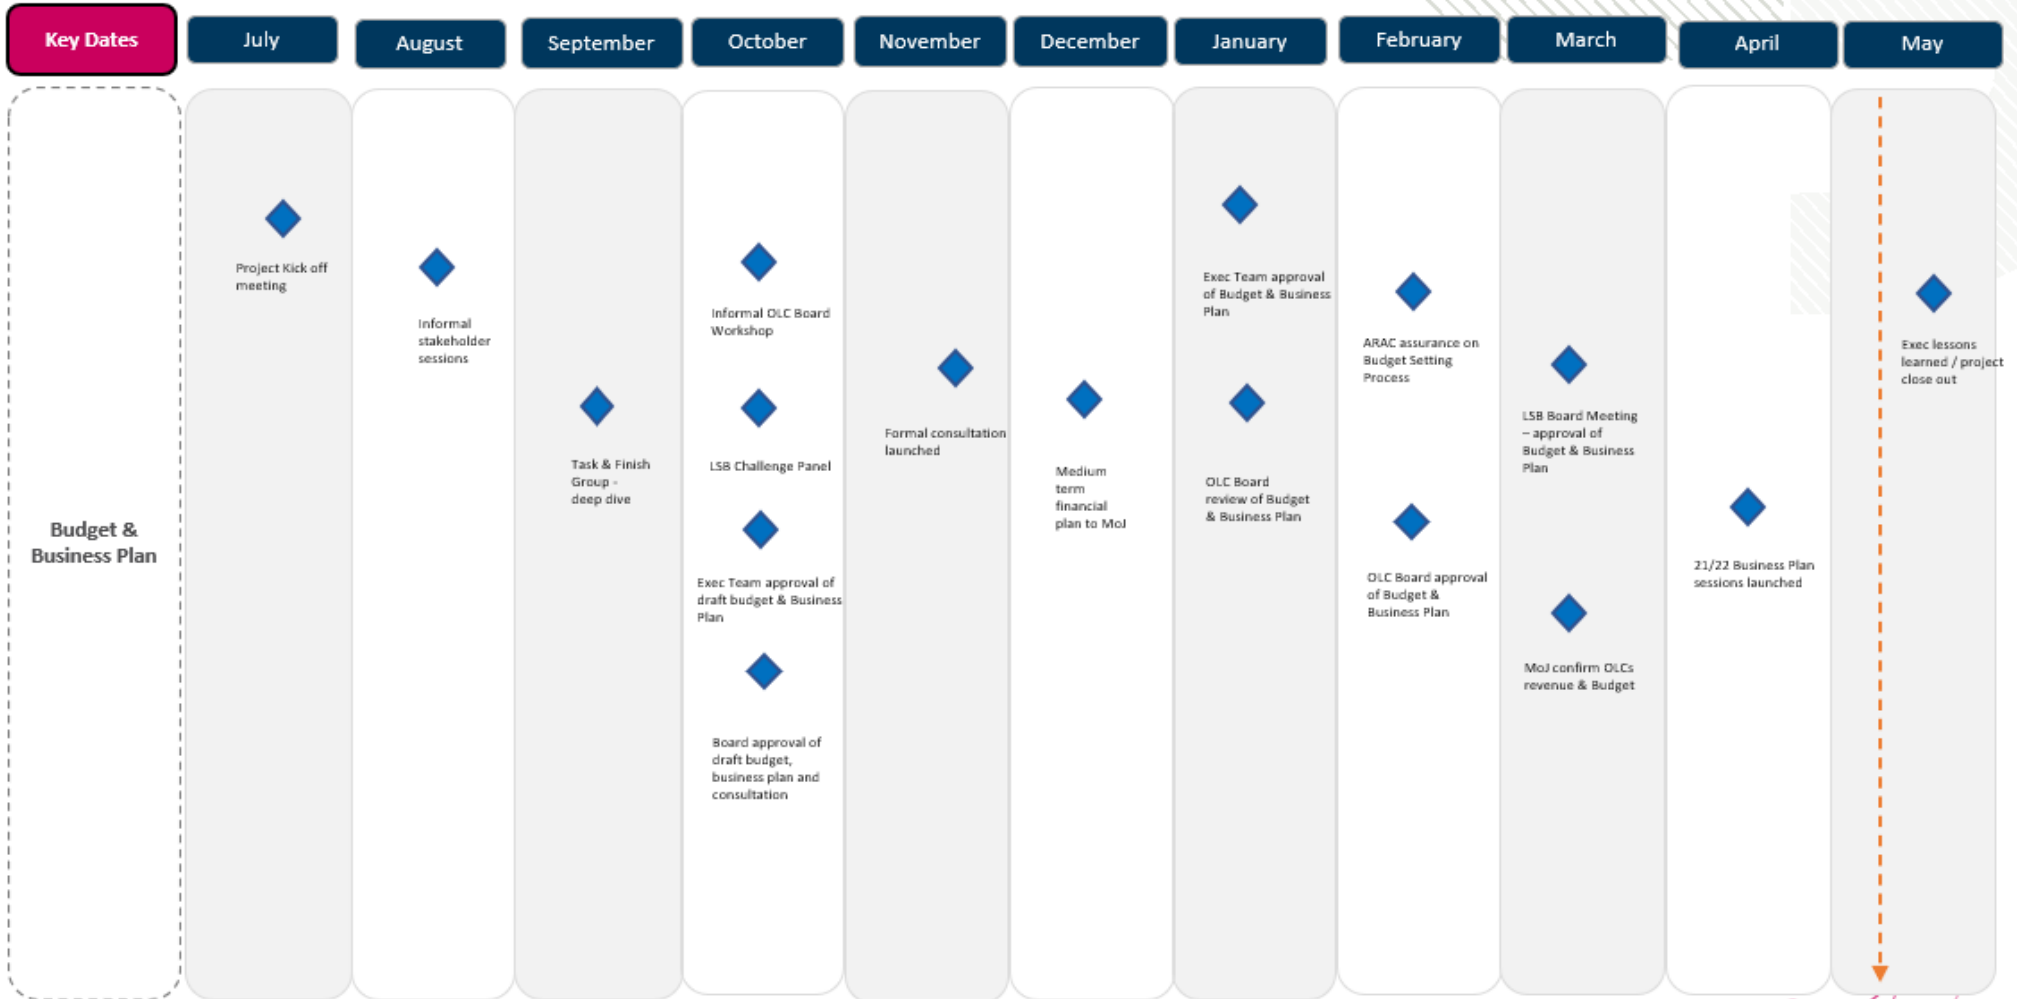 Key Dates
July
August
September
October
November
December
January
February
March
April
May
Budget &
Business Plan
Project Kick off
meeting
Informal
stakeholder
sessions
Task & Finish
Group -
deep dive
Informal OLC Board
Workshop
LSB Challenge Panel
Exec Team approval of
draft budget & Business
Plan
Board approval of
draft budget,
business plan and
consultation
Formal consultation
launched
Medium
term
financial
plan to MoJ
Exec Team approval
of Budget & Business
Plan
OLC Board
review of Budget
& Business Plan
ARAC assurance on
Budget Setting
Process
OLC Board approval
of Budget &
Business Plan
LSB Board Meeting
– approval of
Budget & Business
Plan
MoJ confirm OLCs
revenue & Budget
21/22 Business Plan
sessions launched
Exec lessons
learned / project
close out